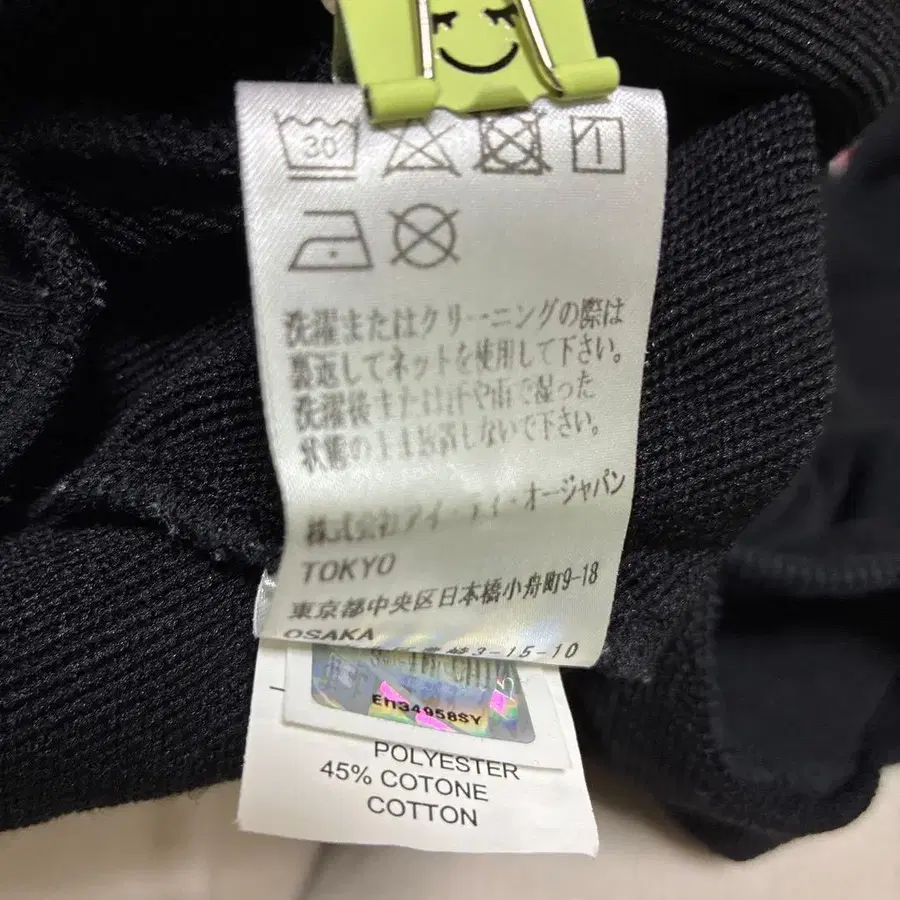 30
洗濯またはクリーニングの際は
裏返してネットを使用して下さい。
洗濯後または汗や雨で湿った
状態のまま放置しないで下さい。
株式会社アイ・ティ・オージャパン
TOKYO
東京都中央区日本橋小舟町9-18
OSAKA
3-15-10
EN34958SY
POLYESTER
45% COTONE
COTTON